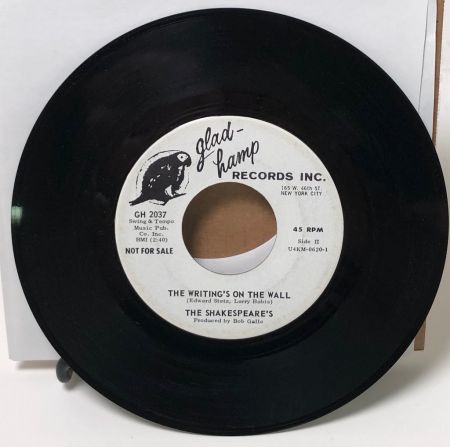 glad-
hamp
RECORDS INC.
165 W. 46th ST.
NEW YORK CITY
GH 2037
Swing & Tempo
Music Pub.
Co. Inc.
BMI (2:40)
NOT FOR SALE
45 RPM
Side II
U4KM-0620-1
THE WRITING'S ON THE WALL
(Edward Stotz, Larry Rubin)
THE SHAKESPEARE'S
Produced by Bob Gallo